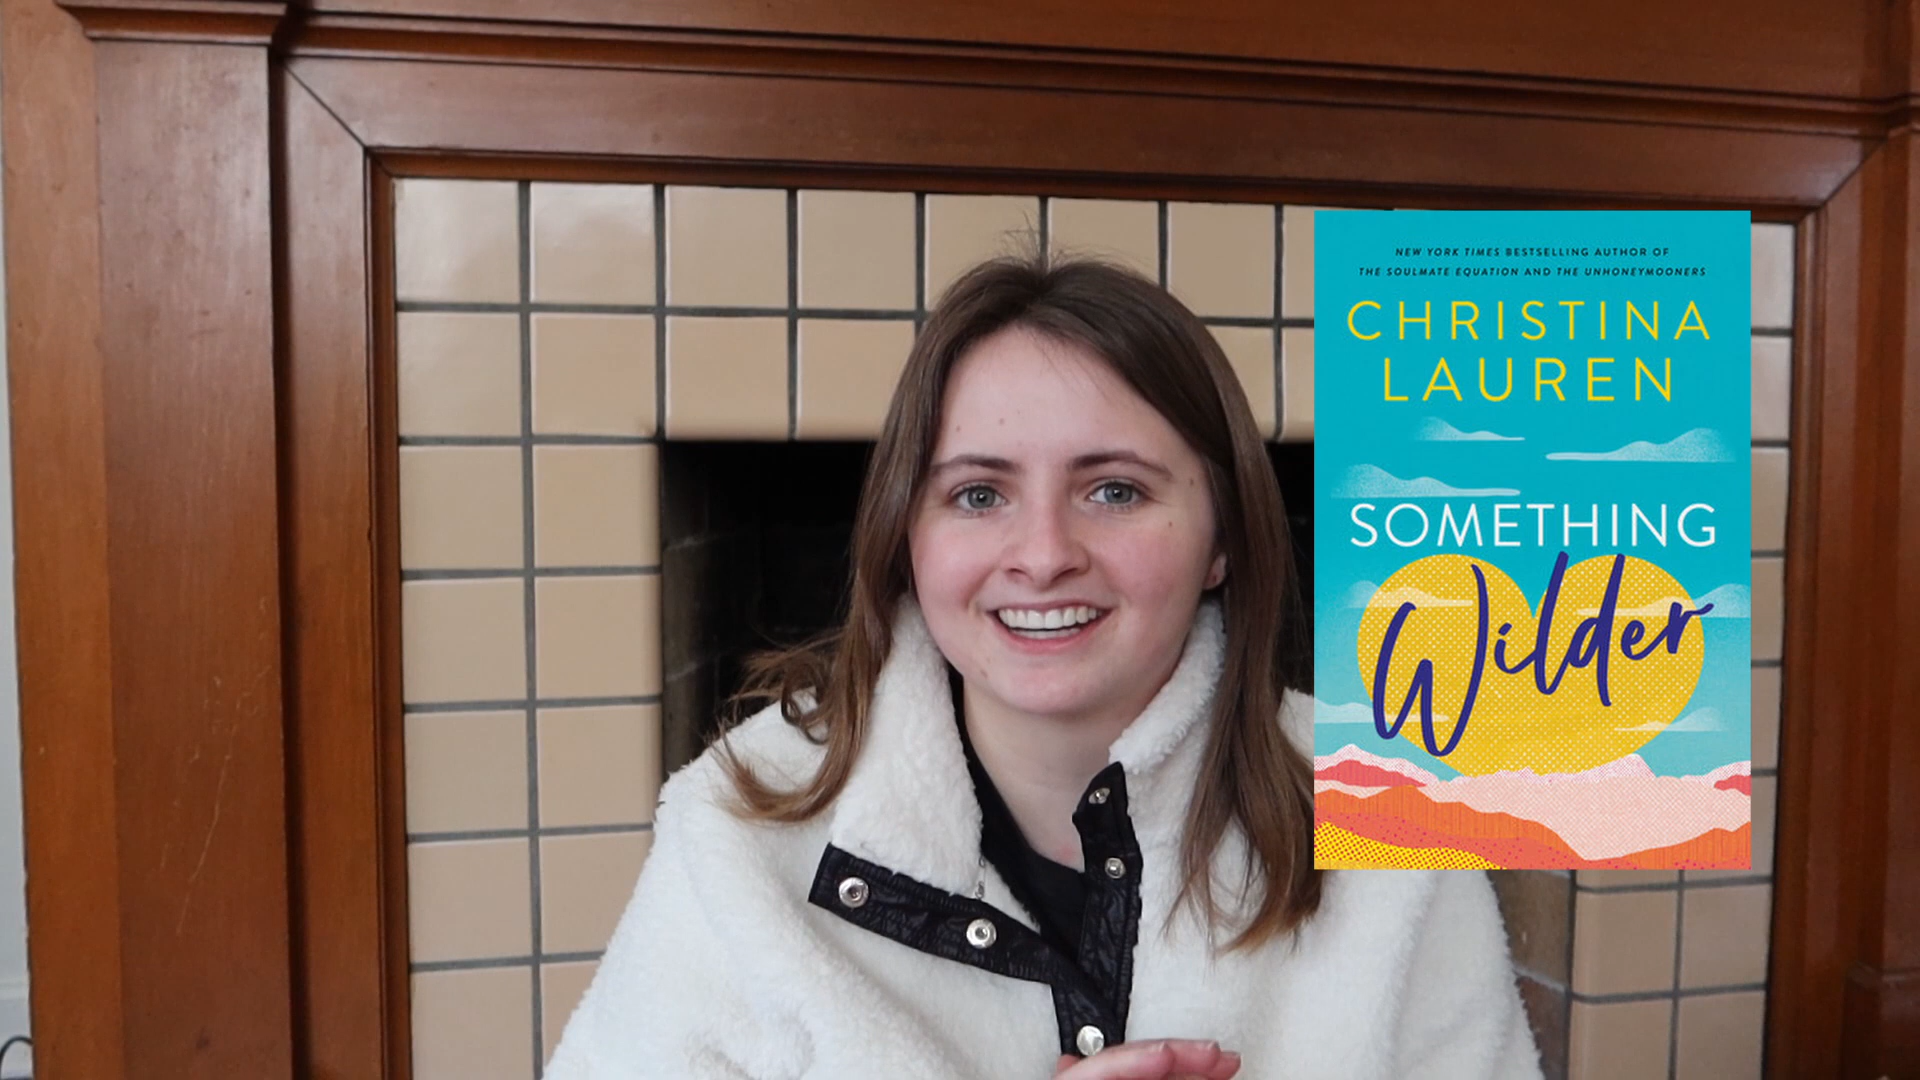 NEW YORK TIMES BESTSELLING AUTHOR OF
THE SOULMATE EQUATION AND THE UNHONEYMOONERS
CHRISTINA
LAUREN
SOMETHING
Wilder